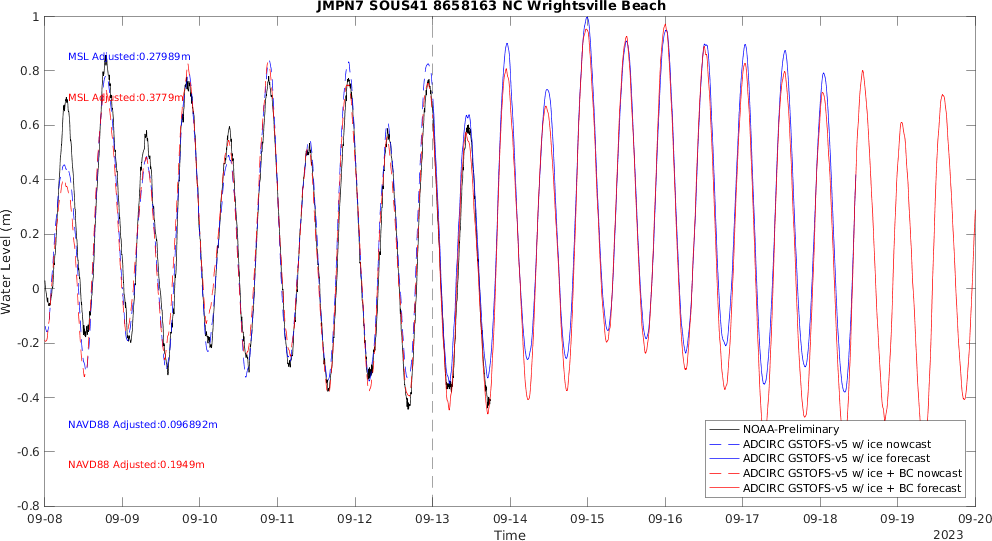 JMPN7 SOUS41 8658163 NC Wrightsville Beach
1
0.8
0.6
0.4
0.2
0
-0.2
-0.4
-0.6
-0.8
Water Level (m)
MSL Adjusted:0.27989m
MSL Adjusted:0.3779m
NAVD88 Adjusted:0.096892m
NAVD88 Adjusted:0.1949m
NOAA-Preliminary
ADCIRC GSTOFS-v5 w/ ice nowcast
ADCIRC GSTOFS-v5 w/ ice forecast
ADCIRC GSTOFS-v5 w/ ice + BC nowcast
ADCIRC GSTOFS-v5 w/ ice + BC forecast
09-08 09-09 09-10 09-11 09-12 09-13 09-14 09-15 09-16 09-17 09-18 09-19 09-20
Time
2023